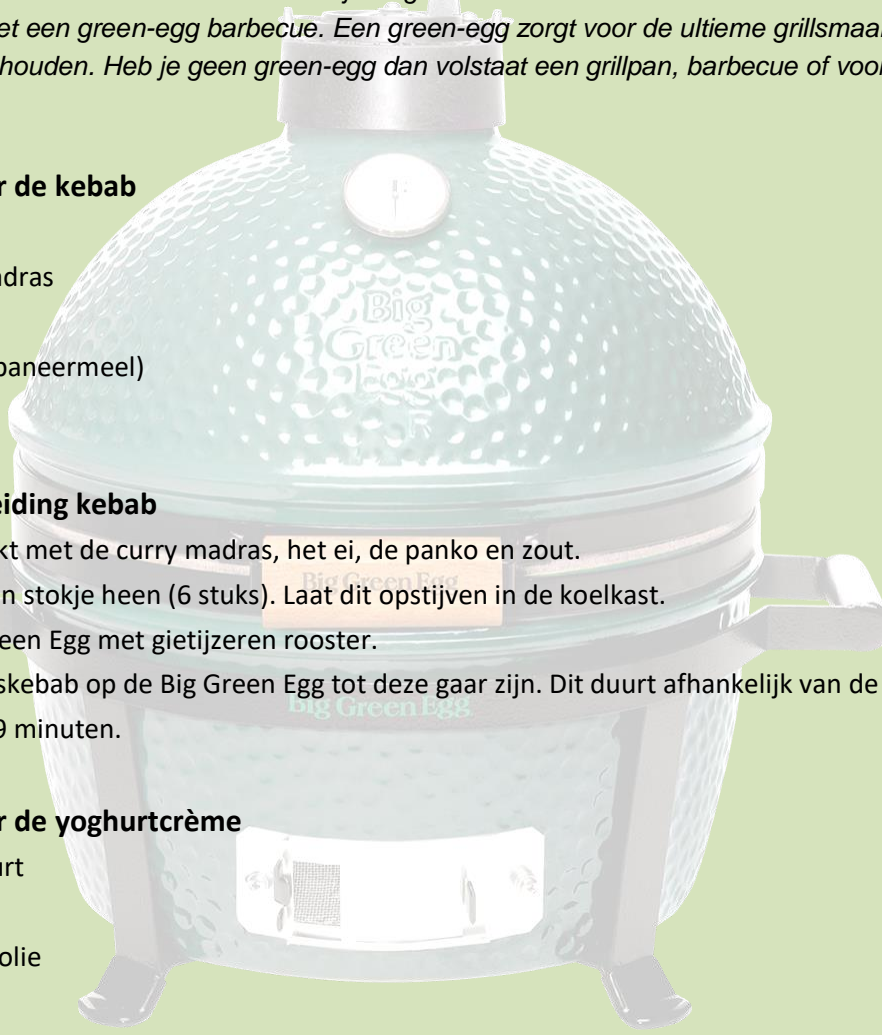 et een green-egg barbecue. Een green-egg zorgt voor de ultieme grillsmaa
houden. Heb je geen green-egg dan volstaat een grillpan, barbecue of voor
r de kebab
adras
paneermeel)
Big
Green
Egg
eiding kebab
kt met de curry madras, het ei, de panko en zout.
Big Green Egg
n stokje heen (6 stuks). Laat dit opstijven in de koelkast.
een Egg met gietijzeren rooster.
skebab op de Big Green Egg tot deze gaar zijn. Dit duurt afhankelijk van de
Big Green Egg
9 minuten.
r de yoghurtcrème
urt
olie